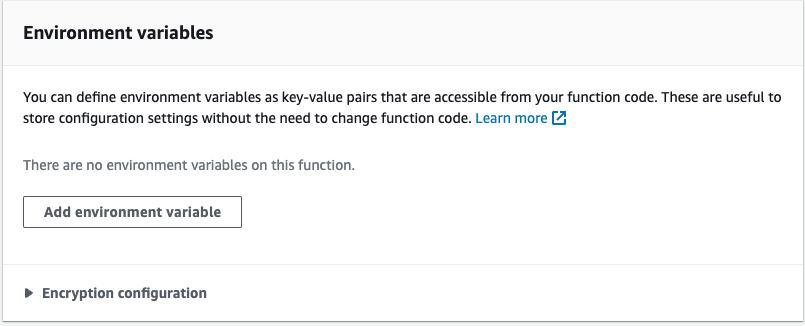 Environment variables
You can define environment variables as key-value pairs that are accessible from your function code. These are useful to
store configuration settings without the need to change function code. Learn more
There are no environment variables on this function.
Add environment variable
Encryption configuration